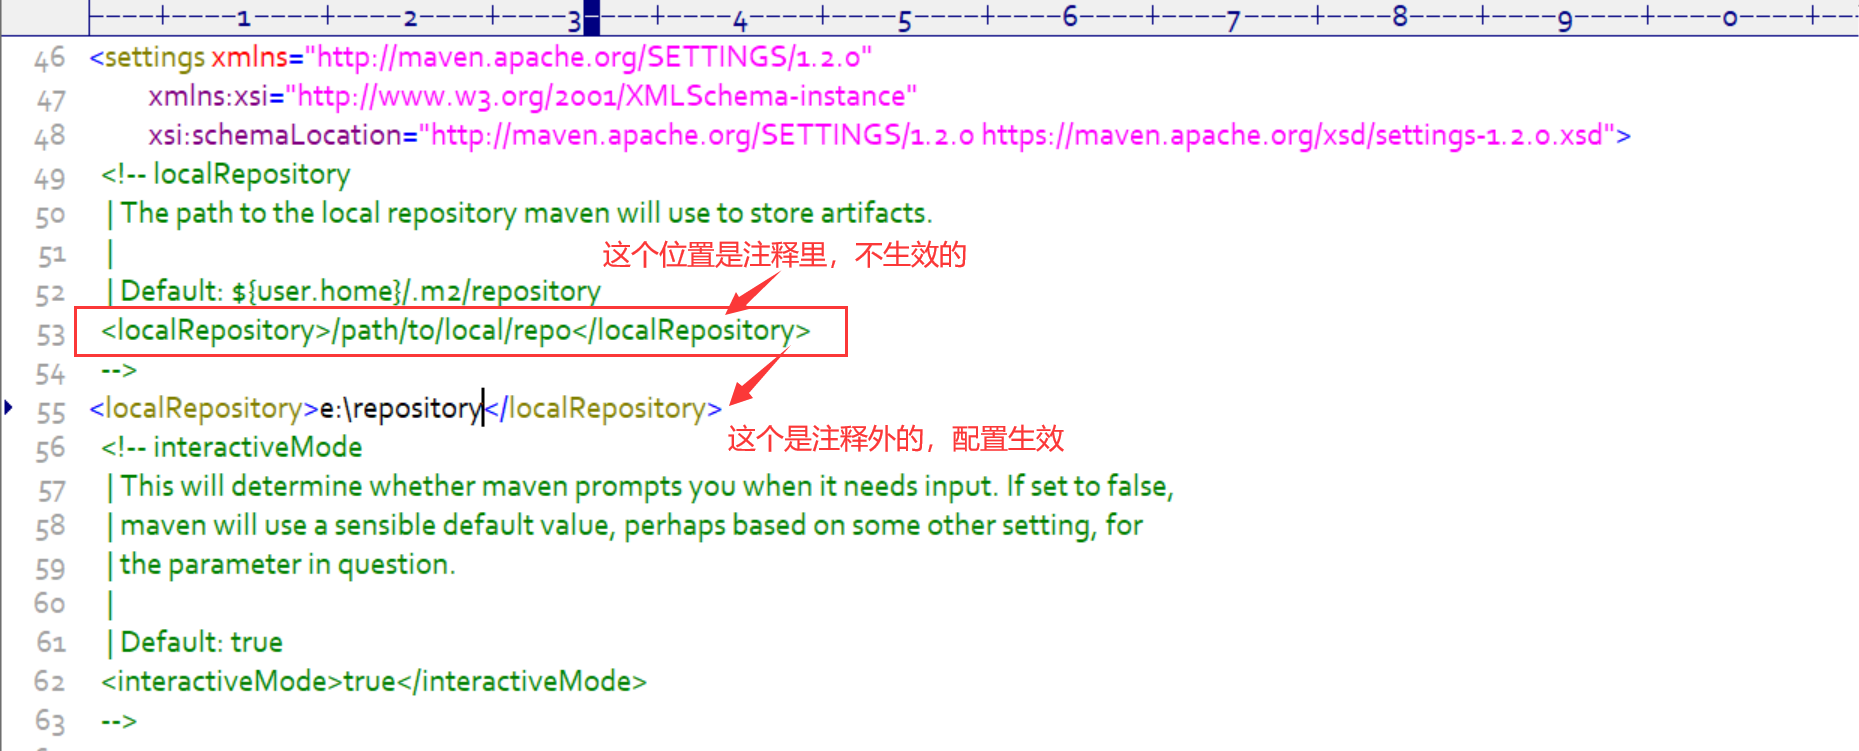 1 2 3 4 5 6 7 8 9 0
46 <settings xmlns="http://maven.apache.org/SETTINGS/1.2.0"
47 xmlns:xsi="http://www.w3.org/2001/XMLSchema-instance"
48 xsi:schemaLocation="http://maven.apache.org/SETTINGS/1.2.0 https://maven.apache.org/xsd/settings-1.2.0.xsd">
49 <!-- localRepository
50 | The path to the local repository maven will use to store artifacts.
51 |
这个位置是注释里，不生效的
52 | Default: ${user.home}/.m2/repository
53 <localRepository>/path/to/local/repo</localRepository>
54 -->
55 <localRepository>e:\repository</localRepository>
这个是注释外的，配置生效
56 <!-- interactiveMode
57 | This will determine whether maven prompts you when it needs input. If set to false,
58 | maven will use a sensible default value, perhaps based on some other setting, for
59 | the parameter in question.
60 |
61 | Default: true
62 <interactiveMode>true</interactiveMode>
63 -->